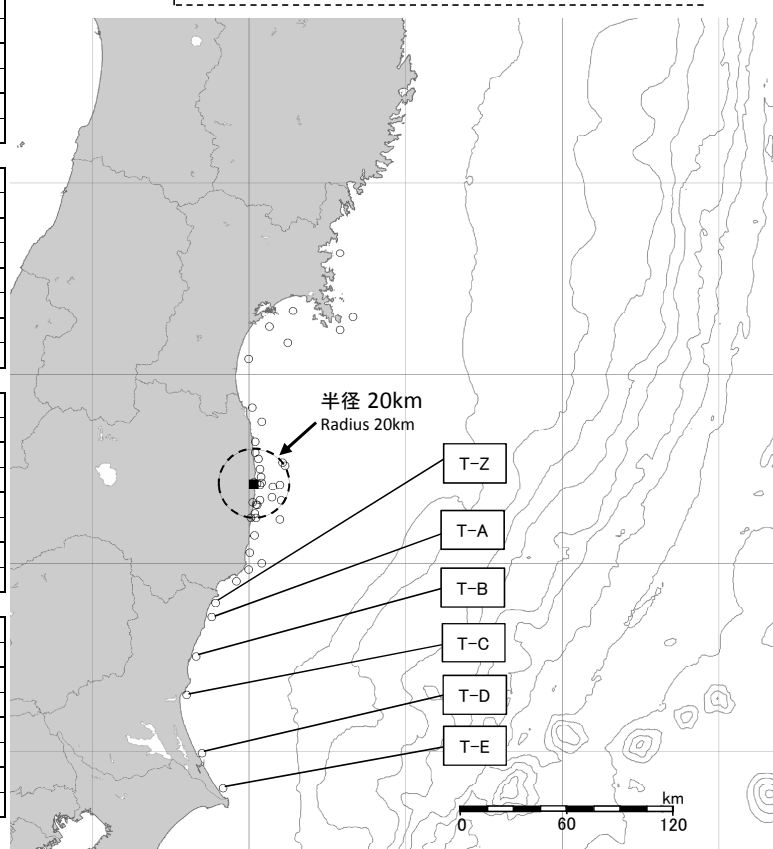 半径 20km
Radius 20km
T-Z
T-A
T-B
T-C
T-D
T-E
km
0 60 120